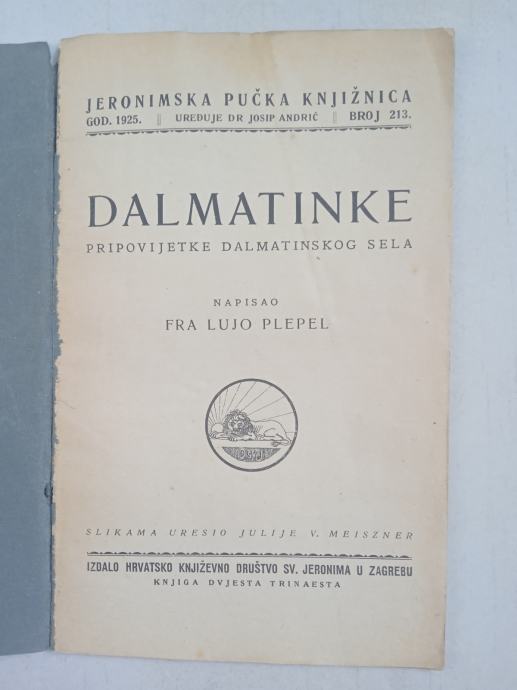 JERONIMSKA PUČKA KNJIŽNICA
GOD. 1925. || UREĐUJE DR JOSIP ANDRIĆ || BROJ 213.
DALMATINKE
PRIPOVIJETKE DALMATINSKOG SELA
NAPISAO
FRA LUJO PLEPEL
SLIKAMA URESIO JULIJE V. MEISZNER
IZDALO HRVATSKO KNJIŽEVNO DRUŠTVO SV. JERONIMA U ZAGREBU
KNJIGA DVJESTA TRINAESTA